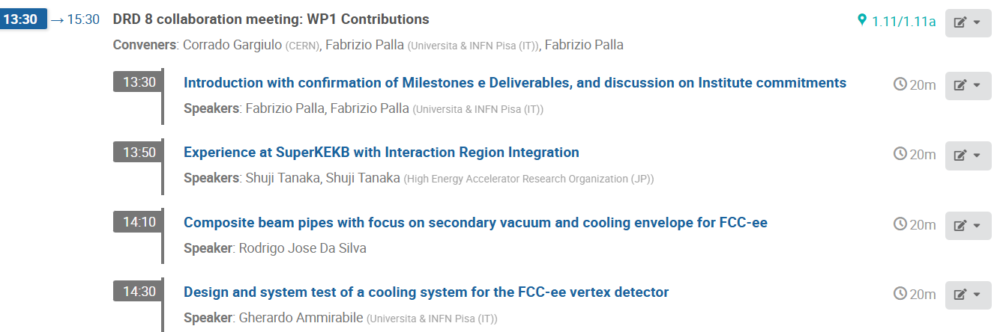 13:30 → 15:30 DRD 8 collaboration meeting: WP1 Contributions 1.11/1.11a
Conveners: Corrado Gargiulo (CERN), Fabrizio Palla (Universita & INFN Pisa (IT)), Fabrizio Palla
13:30 Introduction with confirmation of Milestones e Deliverables, and discussion on Institute commitments 20m
Speakers: Fabrizio Palla, Fabrizio Palla (Universita & INFN Pisa (IT))
13:50 Experience at SuperKEKB with Interaction Region Integration 20m
Speakers: Shuji Tanaka, Shuji Tanaka (High Energy Accelerator Research Organization (JP))
14:10 Composite beam pipes with focus on secondary vacuum and cooling envelope for FCC-ee 20m
Speaker: Rodrigo Jose Da Silva
14:30 Design and system test of a cooling system for the FCC-ee vertex detector 20m
Speaker: Gherardo Ammirabile (Universita & INFN Pisa (IT))